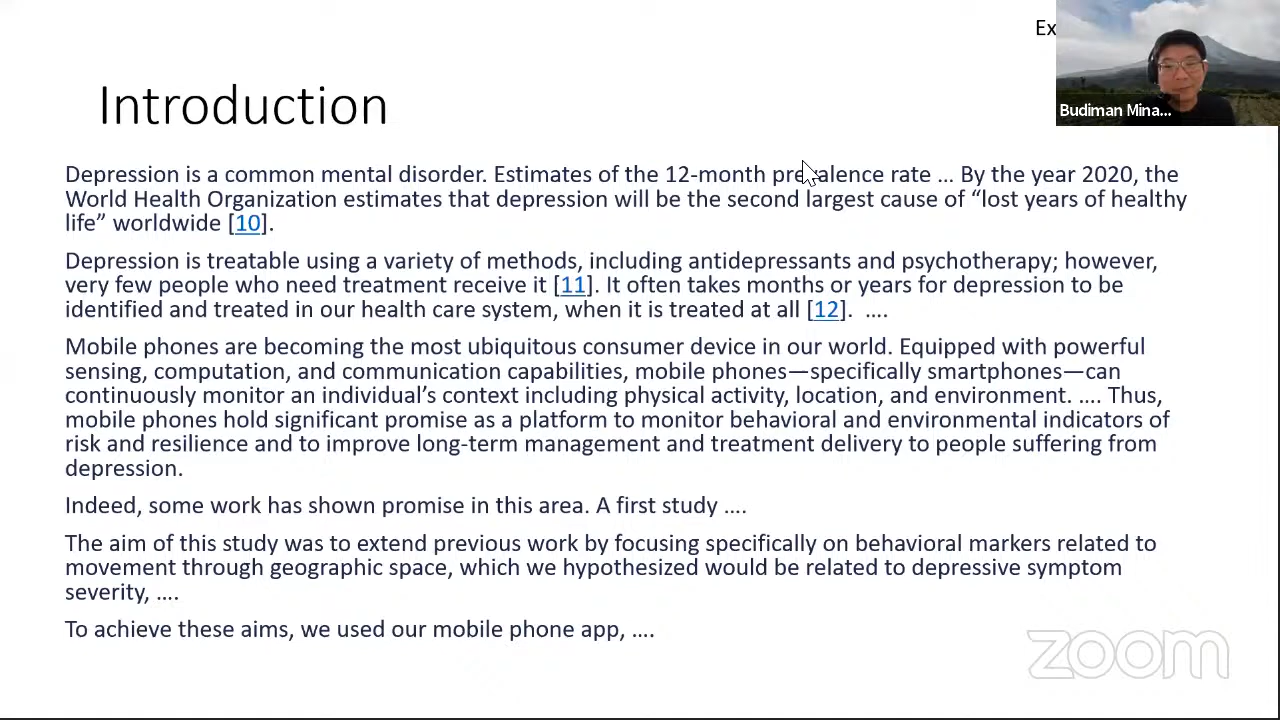 Ex
Budiman Mina...
Introduction
Depression is a common mental disorder. Estimates of the 12-month prevalence rate … By the year 2020, the
World Health Organization estimates that depression will be the second largest cause of “lost years of healthy
life” worldwide [10].
Depression is treatable using a variety of methods, including antidepressants and psychotherapy; however,
very few people who need treatment receive it [11]. It often takes months or years for depression to be
identified and treated in our health care system, when it is treated at all [12].  ….
Mobile phones are becoming the most ubiquitous consumer device in our world. Equipped with powerful
sensing, computation, and communication capabilities, mobile phones—specifically smartphones—can
continuously monitor an individual’s context including physical activity, location, and environment. …. Thus,
mobile phones hold significant promise as a platform to monitor behavioral and environmental indicators of
risk and resilience and to improve long-term management and treatment delivery to people suffering from
depression.
Indeed, some work has shown promise in this area. A first study ….
The aim of this study was to extend previous work by focusing specifically on behavioral markers related to
movement through geographic space, which we hypothesized would be related to depressive symptom
severity, ….
To achieve these aims, we used our mobile phone app, ….
zoom